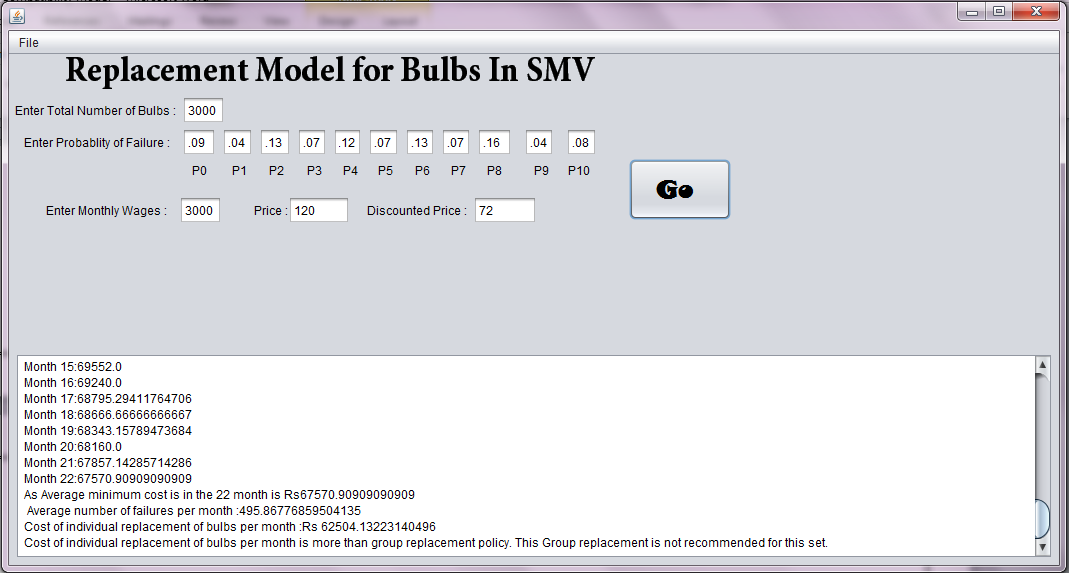 File
Replacement Model for Bulbs In SMV
Enter Total Number of Bulbs : 3000
Enter Probablity of Failure : .09 .04 .13 .07 .12 .07 .13 .07 .16 .04 .08
P0 P1 P2 P3 P4 P5 P6 P7 P8 P9 P10
Go
Enter Monthly Wages : 3000 Price : 120 Discounted Price : 72
Month 15:69552.0
Month 16:69240.0
Month 17:68795.29411764706
Month 18:68666.66666666667
Month 19:68343.15789473684
Month 20:68160.0
Month 21:67857.14285714286
Month 22:67570.90909090909
As Average minimum cost is in the 22 month is Rs67570.90909090909
Average number of failures per month :495.86776859504135
Cost of individual replacement of bulbs per month :Rs 62504.13223140496
Cost of individual replacement of bulbs per month is more than group replacement policy. This Group replacement is not recommended for this set.